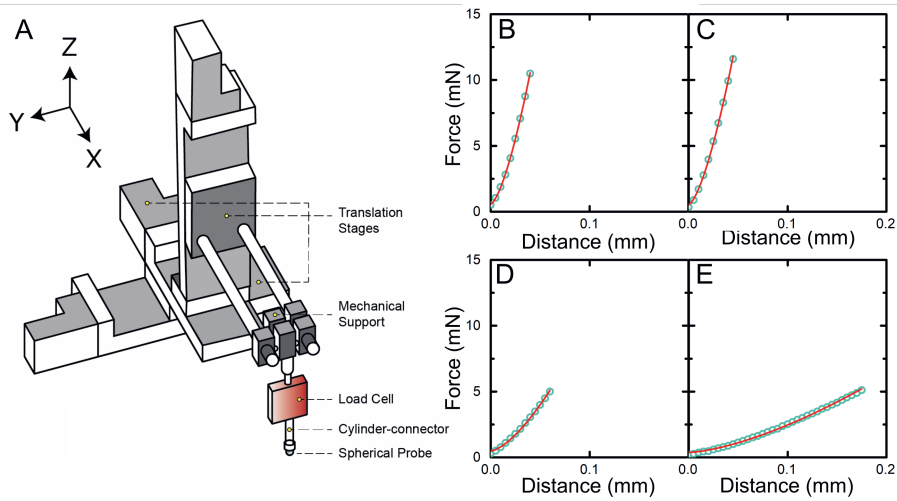 A
Z
Y
X
Translation
Stages
Mechanical
Support
Load Cell
Cylinder-connector
Spherical Probe
B
15
10
5
0
Force (mN)
0.0
0.1
Distance (mm)
C
0.0
0.1
0.2
Distance (mm)
D
15
10
5
0
Force (mN)
0.0
0.1
Distance (mm)
E
0.0
0.1
0.2
Distance (mm)